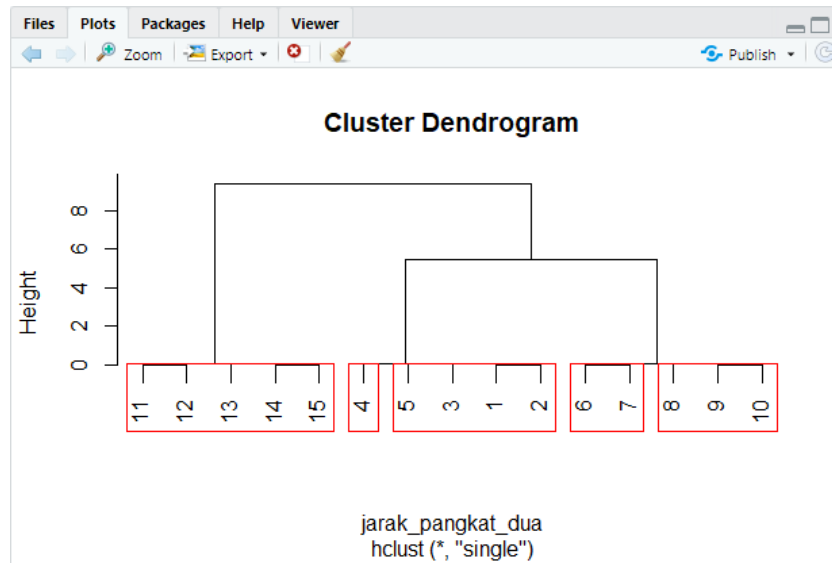 Files Plots Packages Help Viewer
Zoom Export Publish
Cluster Dendrogram
Height
8
6
4
2
0
11 12 13 14 15 4 5 3 1 2 6 7 8 9 10
jarak_pangkat_dua
hclust (*, "single")